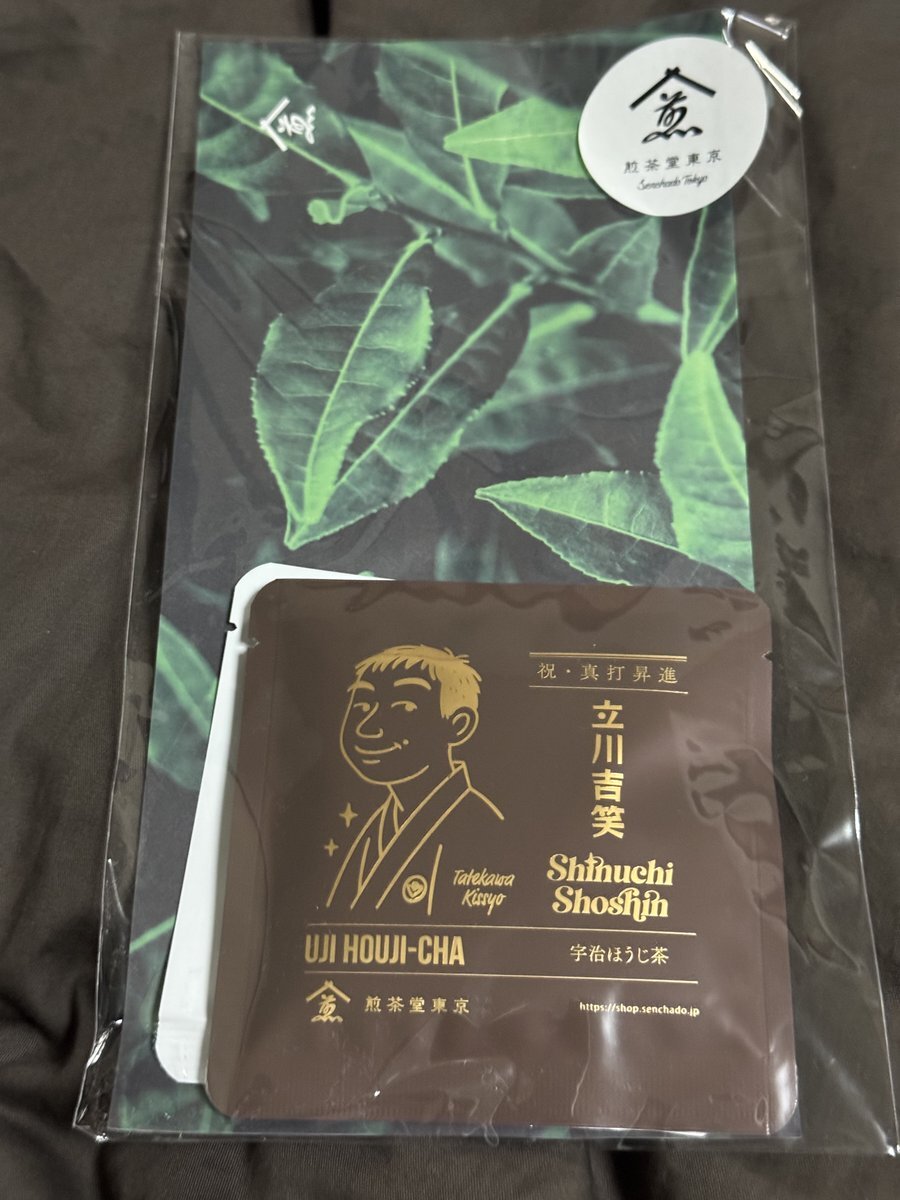 煎
煎
煎茶堂東京
Senchado Tokyo
祝・真打昇進
立川吉笑
Tatekawa
Kissyo
Shinuchi
Shoshin
UJI HOUJI-CHA
宇治ほうじ茶
煎
煎茶堂東京
https://shop.senchado.jp